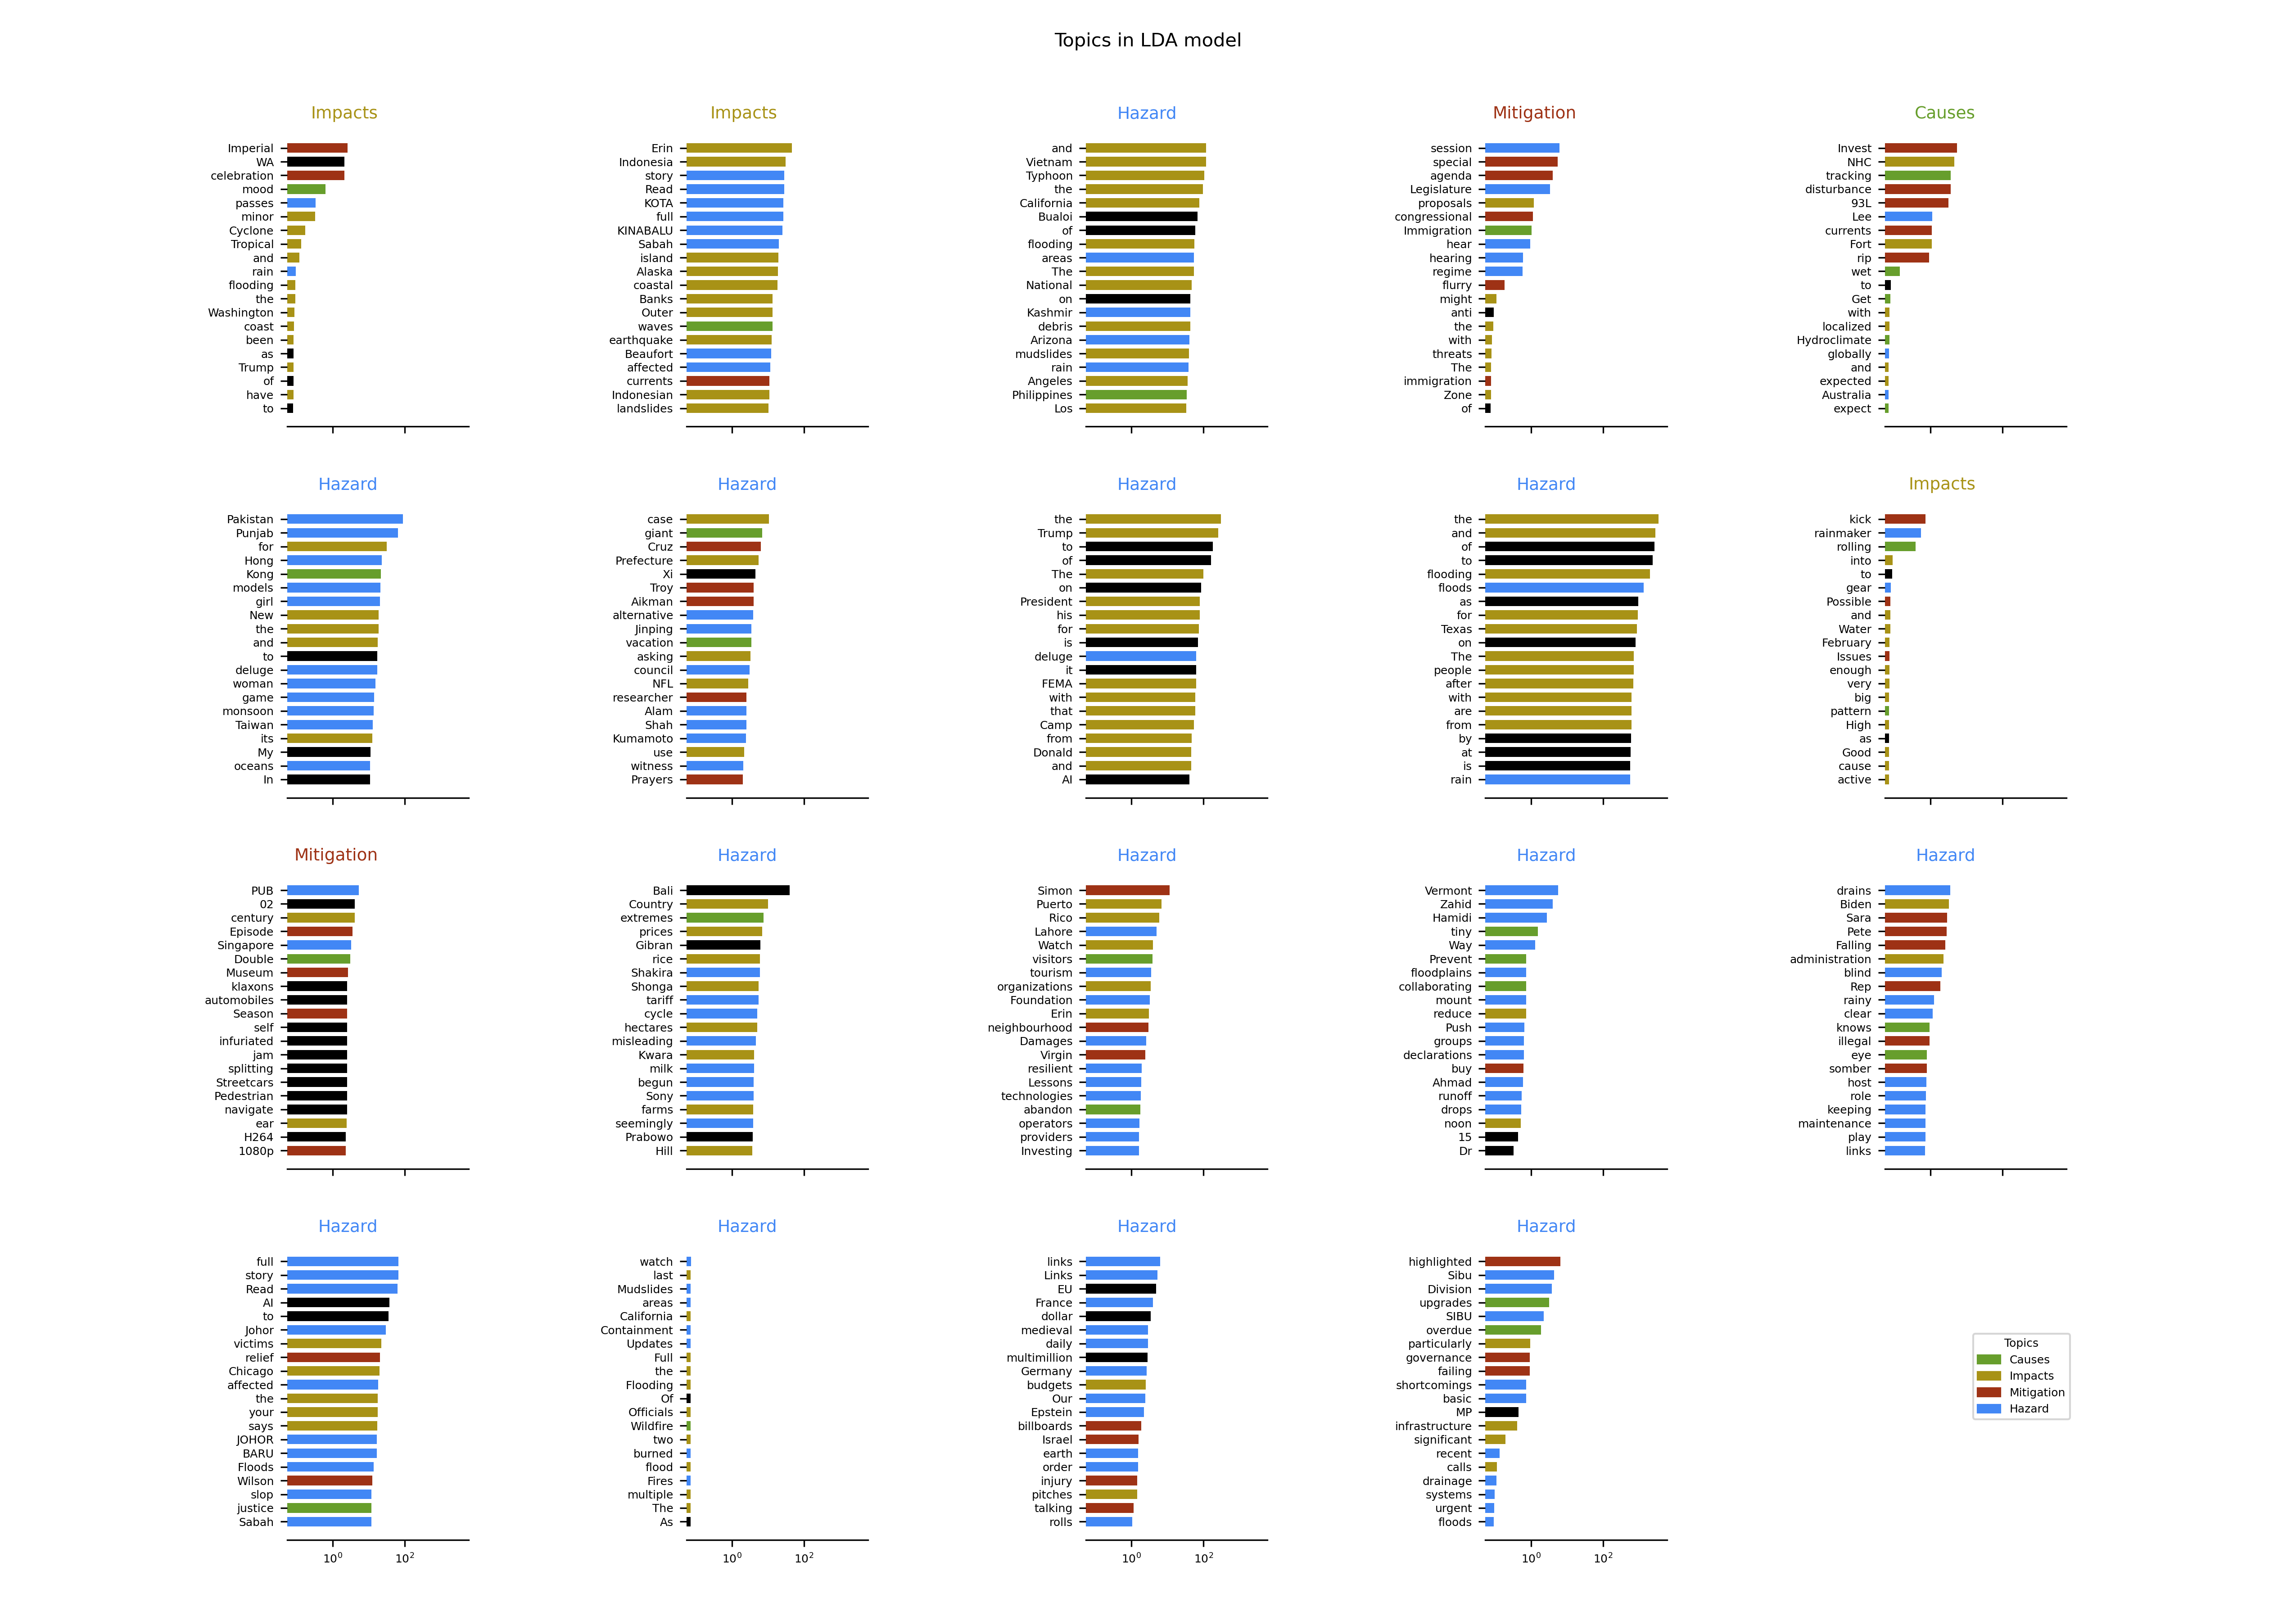 Topics in LDA model
Impacts
Imperial
WA
celebration
mood
passes
minor
Cyclone
Tropical
and
rain
flooding
the
Washington
coast
been
as
Trump
of
have
to
Impacts
Erin
Indonesia
story
Read
KOTA
full
KINABALU
Sabah
island
Alaska
coastal
Banks
Outer
waves
earthquake
Beaufort
affected
currents
Indonesian
landslides
Hazard
and
Vietnam
Typhoon
the
California
Bualoi
of
flooding
areas
The
National
on
Kashmir
debris
Arizona
mudslides
rain
Angeles
Philippines
Los
Mitigation
session
special
agenda
Legislature
proposals
congressional
Immigration
hear
hearing
regime
flurry
might
anti
the
with
threats
The
immigration
Zone
of
Causes
Invest
NHC
tracking
disturbance
93L
Lee
currents
Fort
rip
wet
to
Get
with
localized
Hydroclimate
globally
and
expected
Australia
expect
Hazard
Pakistan
Punjab
for
Hong
Kong
models
girl
New
the
and
to
deluge
woman
game
monsoon
Taiwan
its
My
oceans
In
Hazard
case
giant
Cruz
Prefecture
Xi
Troy
Aikman
alternative
Jinping
vacation
asking
council
NFL
researcher
Alam
Shah
Kumamoto
use
witness
Prayers
Hazard
the
Trump
to
of
The
on
President
his
for
is
deluge
it
FEMA
with
that
Camp
from
Donald
and
AI
Hazard
the
and
of
to
flooding
floods
as
for
Texas
on
The
people
after
with
are
from
by
at
is
rain
Impacts
kick
rainmaker
rolling
into
to
gear
Possible
and
Water
February
Issues
enough
very
big
pattern
High
as
Good
cause
active
Mitigation
PUB
02
century
Episode
Singapore
Double
Museum
klaxons
automobiles
Season
self
infuriated
jam
splitting
Streetcars
Pedestrian
navigate
ear
H264
1080p
Hazard
Bali
Country
extremes
prices
Gibran
rice
Shakira
Shonga
tariff
cycle
hectares
misleading
Kwara
milk
begun
Sony
farms
seemingly
Prabowo
Hill
Hazard
Simon
Puerto
Rico
Lahore
Watch
visitors
tourism
organizations
Foundation
Erin
neighbourhood
Damages
Virgin
resilient
Lessons
technologies
abandon
operators
providers
Investing
Hazard
Vermont
Zahid
Hamidi
tiny
Way
Prevent
floodplains
collaborating
mount
reduce
Push
groups
declarations
buy
Ahmad
runoff
drops
noon
15
Dr
Hazard
drains
Biden
Sara
Pete
Falling
administration
blind
Rep
rainy
clear
knows
illegal
eye
somber
host
role
keeping
maintenance
play
links
Hazard
full
story
Read
AI
to
Johor
victims
relief
Chicago
affected
the
your
says
JOHOR
BARU
Floods
Wilson
slop
justice
Sabah
10⁰ 10²
Hazard
watch
last
Mudslides
areas
California
Containment
Updates
Full
the
Flooding
Of
Officials
Wildfire
two
burned
flood
Fires
multiple
The
As
10⁰ 10²
Hazard
links
Links
EU
France
dollar
medieval
daily
multimillion
Germany
budgets
Our
Epstein
billboards
Israel
earth
order
injury
pitches
talking
rolls
10⁰ 10²
Hazard
highlighted
Sibu
Division
upgrades
SIBU
overdue
particularly
governance
failing
shortcomings
basic
MP
infrastructure
significant
recent
calls
drainage
systems
urgent
floods
10⁰ 10²
Topics
Causes
Impacts
Mitigation
Hazard